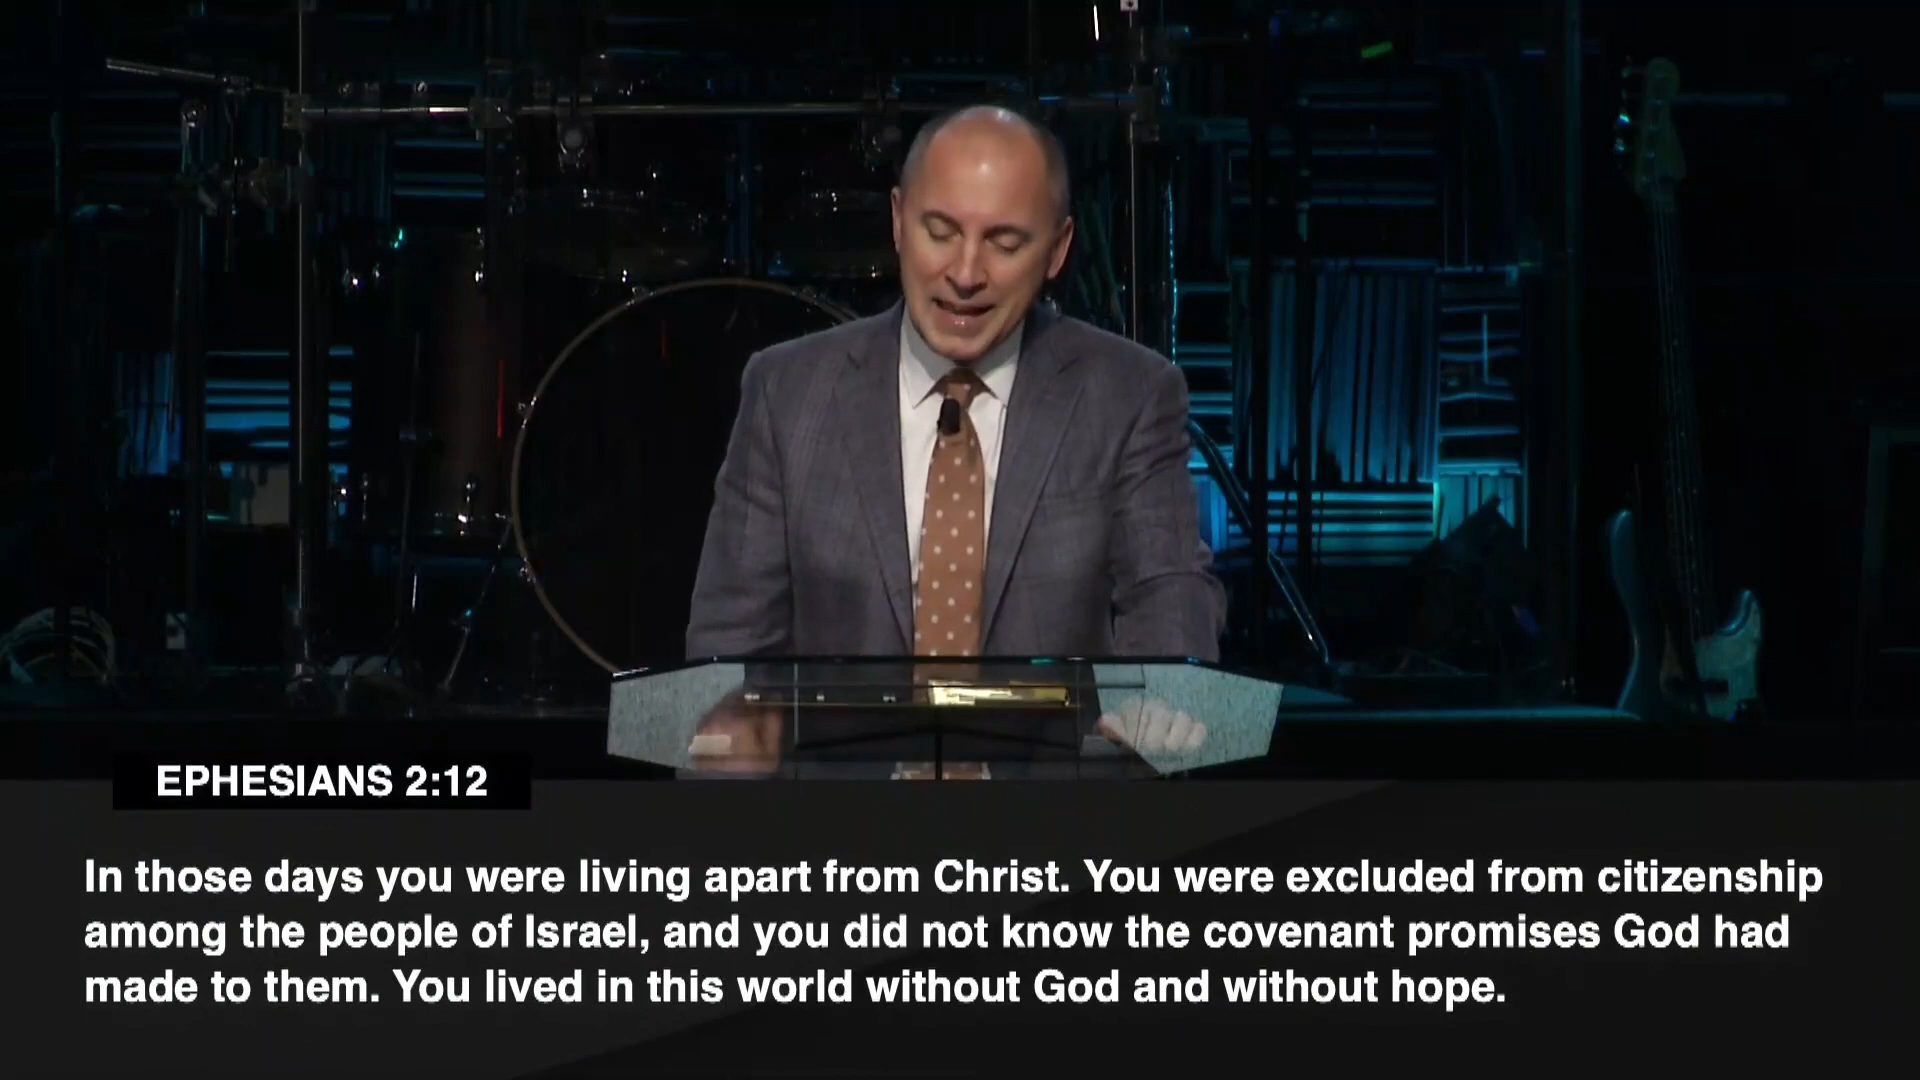 EPHESIANS 2:12
In those days you were living apart from Christ. You were excluded from citizenship
among the people of Israel, and you did not know the covenant promises God had
made to them. You lived in this world without God and without hope.